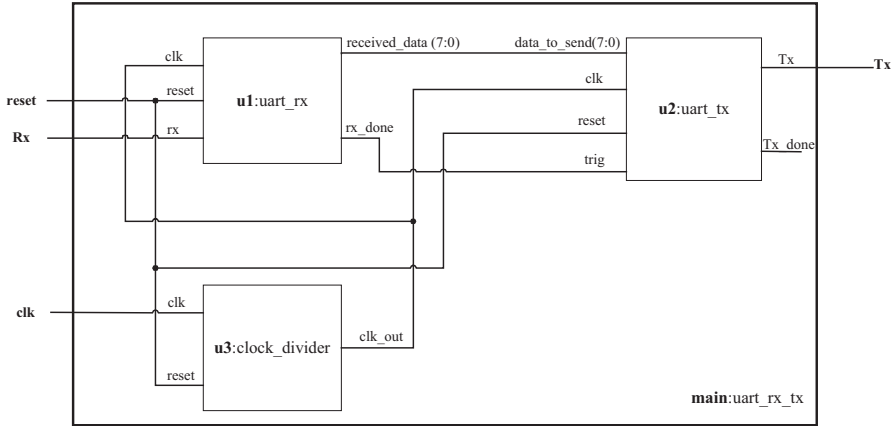 received_data (7:0)
data_to_send(7:0)
clk
Tx
Tx
clk
reset
reset
u1:uart_rx
u2:uart_tx
reset
Rx
rx
rx_done
Tx_done
trig
clk
clk
clk_out
u3:clock_divider
reset
main:uart_rx_tx